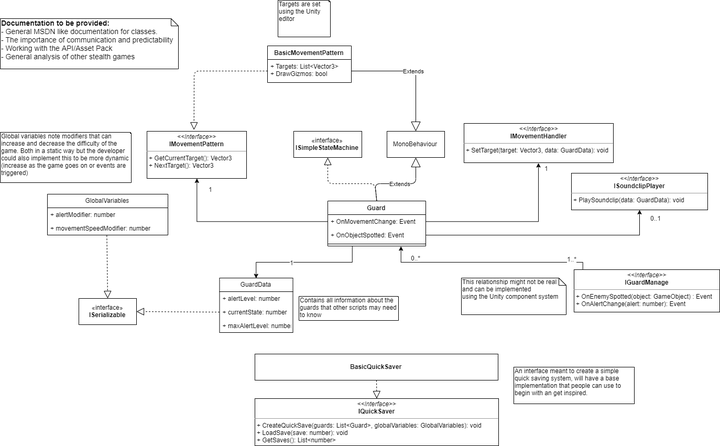 Documentation to be provided:
- General MSDN like documentation for classes.
- The importance of communication and predictability
- Working with the API/Asset Pack
- General analysis of other stealth games
Targets are set
using the Unity
editor
BasicMovementPattern
+ Targets: List<Vector3>
+ DrawGizmos: bool
Extends
Global variables note modifiers that can
increase and decrease the difficulty of the
game. Both in a static way but the developer
could also implement this to be more dynamic
(increase as the game goes on or events are
triggered)
<<Interface>>
IMovementPattern
+ GetCurrentTarget(): Vector3
+ NextTarget(): Vector3
«interface»
ISimpleStateMachine
MonoBehaviour
<<Interface>>
IMovementHandler
+ SetTarget(target: Vector3, data: GuardData): void
<<Interface>>
ISoundclipPlayer
+ PlaySoundclip(data: GuardData): void
1
Extends
1
0..1
GlobalVariables
+ alertModifier: number
+ movementSpeedModifier: number
Guard
+ OnMovementChange: Event
+ OnObjectSpotted: Event
1
0..*
1..*
GuardData
+ alertLevel: number
+ currentState: number
+ maxAlertLevel: numbe
Contains all information about the
guards that other scripts may need
to know
This relationship might not be real
and can be implemented
using the Unity component system
<<Interface>>
IGuardManage
+ OnEnemySpotted(object: GameObject) : Event
+ OnAlertChange(alert: number): Event
«interface»
ISerializable
BasicQuickSaver
An interface meant to create a simple
quick saving system, will have a base
implementation that people can use to
begin with an get inspired.
<<Interface>>
IQuickSaver
+ CreateQuickSave(guards: List<Guard>, globalVariables: GlobalVariables): void
+ LoadSave(save: number): void
+ GetSaves(): List<number>